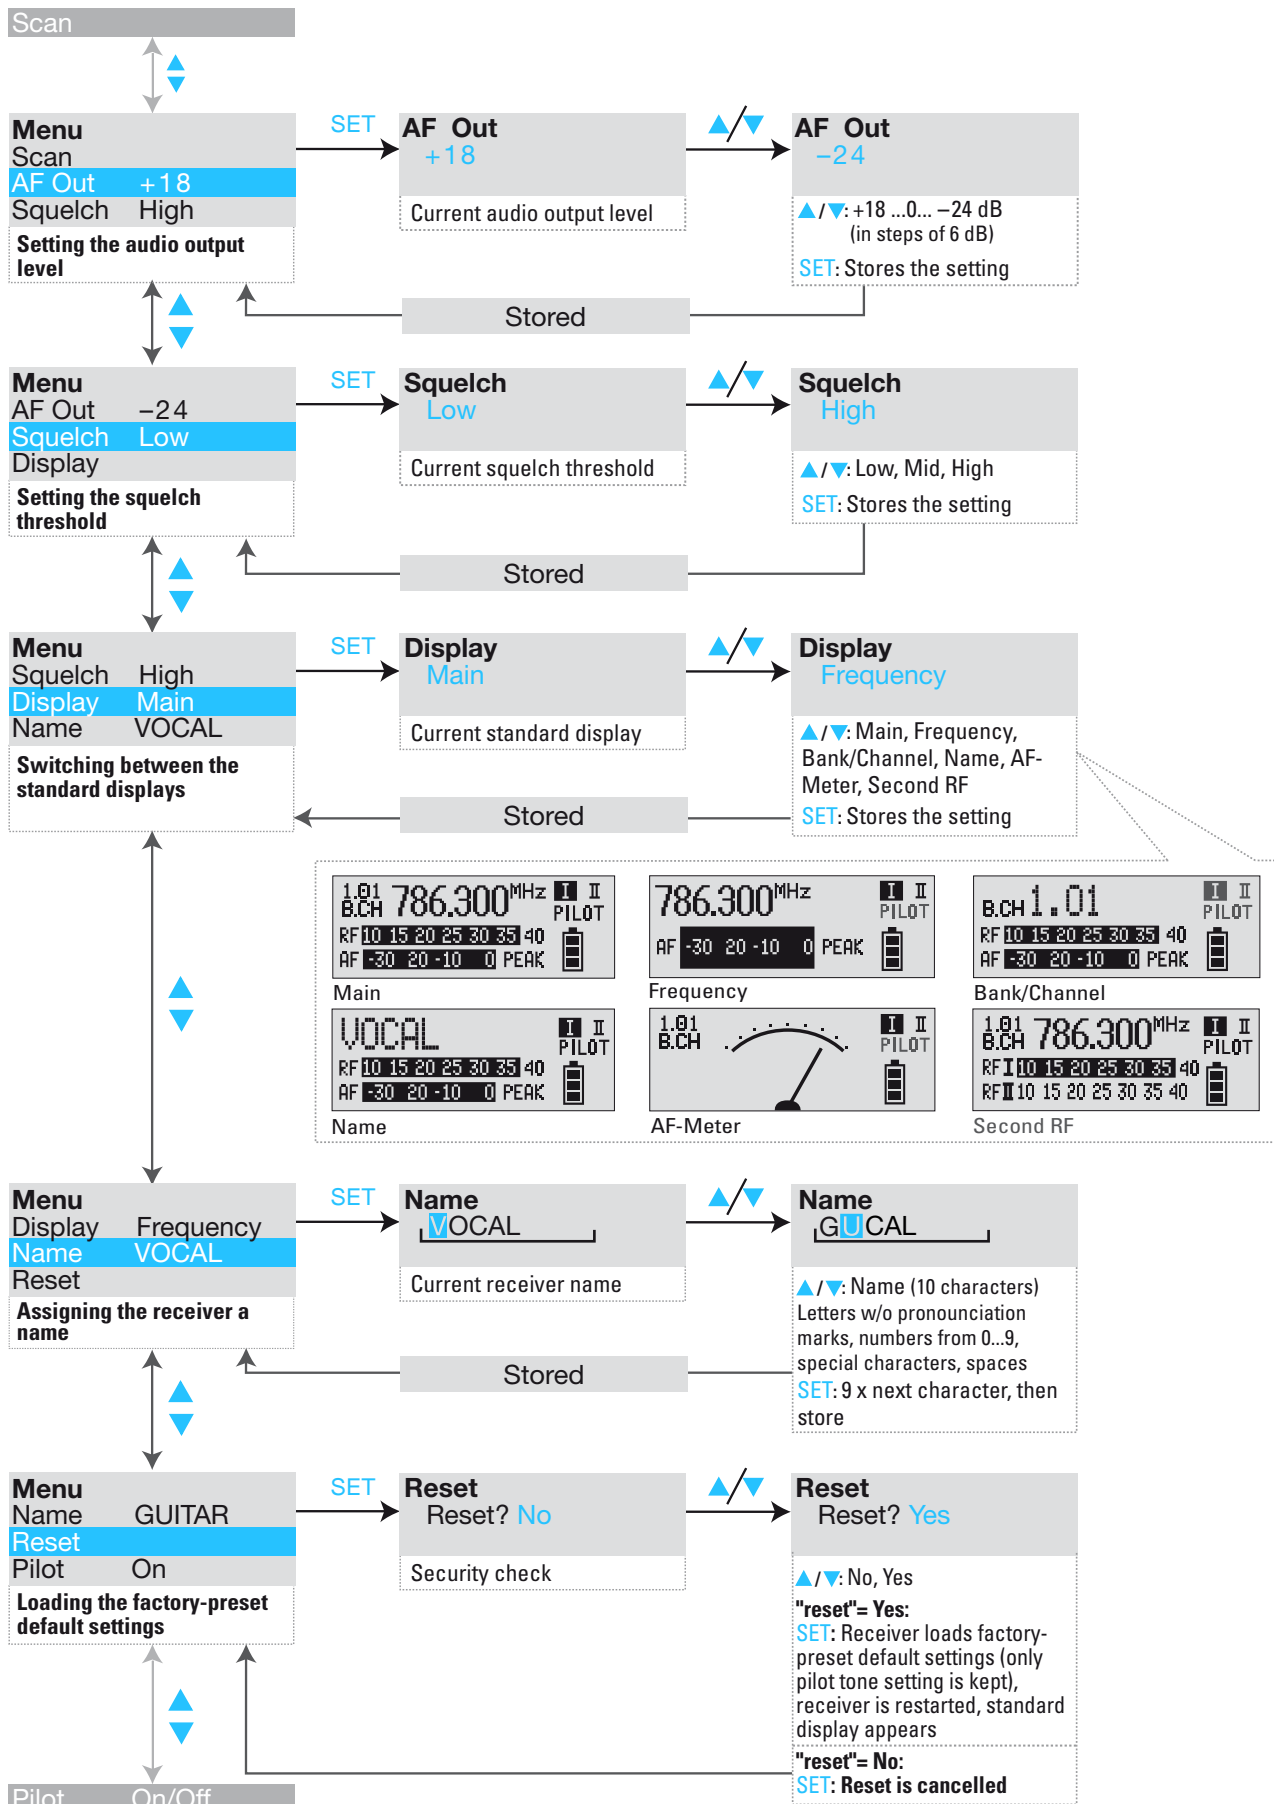 Scan
Menu
Scan
AF Out +18
Squelch High
Setting the audio output
level
SET
AF Out
+18
Current audio output level
AF Out
−24
▲/▼: +18 ...0... −24 dB
(in steps of 6 dB)
SET: Stores the setting
Stored
Menu
AF Out −24
Squelch Low
Display
Setting the squelch
threshold
SET
Squelch
Low
Current squelch threshold
Squelch
High
▲/▼: Low, Mid, High
SET: Stores the setting
Stored
Menu
Squelch High
Display Main
Name VOCAL
Switching between the
standard displays
SET
Display
Main
Current standard display
Display
Frequency
▲/▼: Main, Frequency,
Bank/Channel, Name, AF-
Meter, Second RF
SET: Stores the setting
Stored
1.01
B.CH 786.300MHz I II
PILOT
RF 10 15 20 25 30 35 40
AF -30 20 -10 0 PEAK
Main
786.300MHz I II
PILOT
AF -30 20 -10 0 PEAK
Frequency
B.CH 1.01 I II
PILOT
RF 10 15 20 25 30 35 40
AF -30 20 -10 0 PEAK
Bank/Channel
VOCAL I II
PILOT
RF 10 15 20 25 30 35 40
AF -30 20 -10 0 PEAK
Name
1.01
B.CH I II
PILOT
AF-Meter
1.01
B.CH 786.300MHz I II
PILOT
RF I 10 15 20 25 30 35 40
RF II 10 15 20 25 30 35 40
Second RF
Menu
Display Frequency
Name VOCAL
Reset
Assigning the receiver a
name
SET
Name
VOCAL
Current receiver name
Name
GUCAL
▲/▼: Name (10 characters)
Letters w/o pronounciation
marks, numbers from 0...9,
special characters, spaces
SET: 9 x next character, then
store
Stored
Menu
Name GUITAR
Reset
Pilot On
Loading the factory-preset
default settings
SET
Reset
Reset? No
Security check
Reset
Reset? Yes
▲/▼: No, Yes
"reset"= Yes:
SET: Receiver loads factory-
preset default settings (only
pilot tone setting is kept),
receiver is restarted, standard
display appears
"reset"= No:
SET: Reset is cancelled
Pilot On/Off